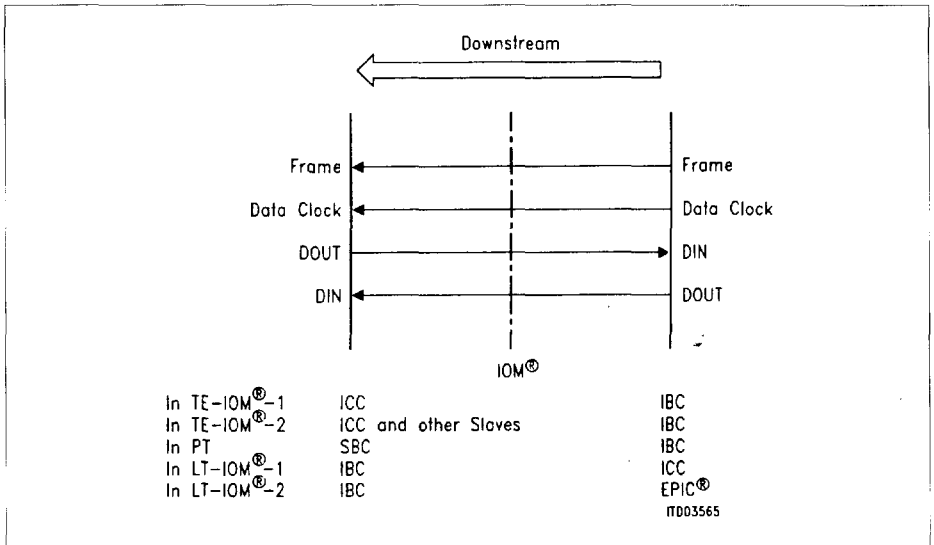 Downstream
Frame Frame
Data Clock Data Clock
DOUT DIN
DIN DOUT
IOM®
In TE-IOM®-1 ICC IBC
In TE-IOM®-2 ICC and other Slaves IBC
In PT SBC IBC
In LT-IOM®-1 IBC ICC
In LT-IOM®-2 IBC EPIC®
ITD03565